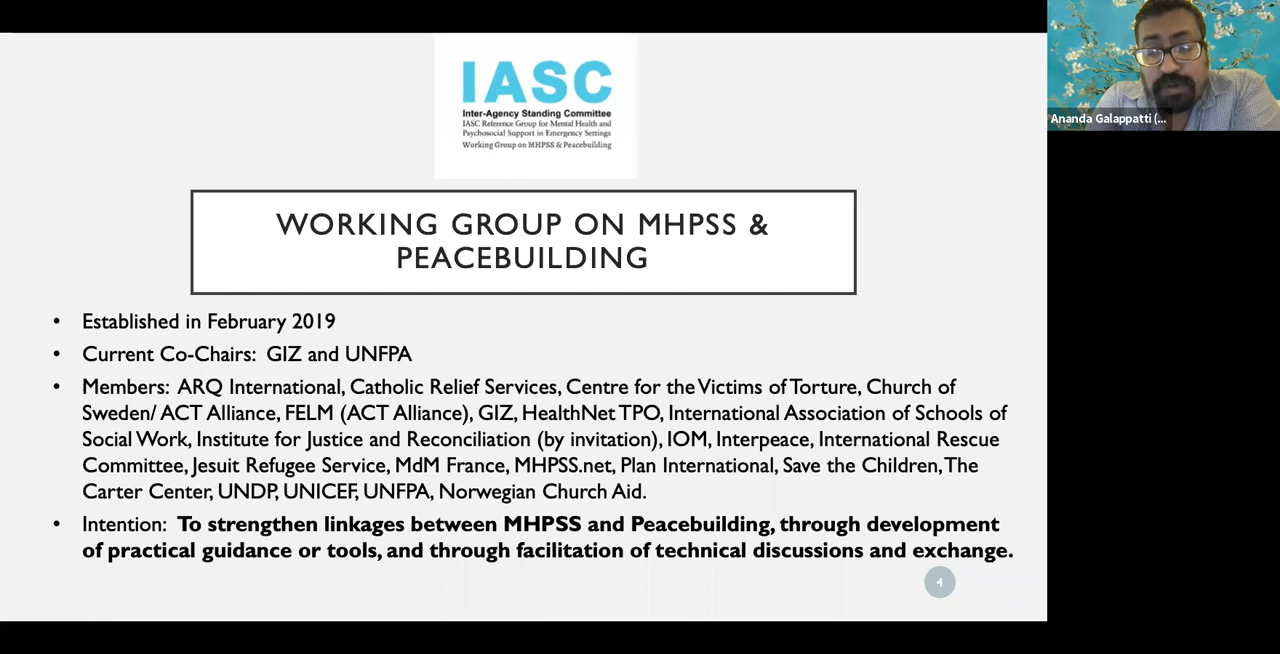 IASC
Inter-Agency Standing Committee
IASC Reference Group for Mental Health and
Psychosocial Support in Emergency Settings
Working Group on MHPSS & Peacebuilding
WORKING GROUP ON MHPSS &
PEACEBUILDING
• Established in February 2019
• Current Co-Chairs: GIZ and UNFPA
• Members: ARQ International, Catholic Relief Services, Centre for the Victims of Torture, Church of
Sweden/ ACT Alliance, FELM (ACT Alliance), GIZ, HealthNet TPO, International Association of Schools of
Social Work, Institute for Justice and Reconciliation (by invitation), IOM, Interpeace, International Rescue
Committee, Jesuit Refugee Service, MdM France, MHPSS.net, Plan International, Save the Children, The
Carter Center, UNDP, UNICEF, UNFPA, Norwegian Church Aid.
• Intention: To strengthen linkages between MHPSS and Peacebuilding, through development
of practical guidance or tools, and through facilitation of technical discussions and exchange.
4
Ananda Galappatti (...